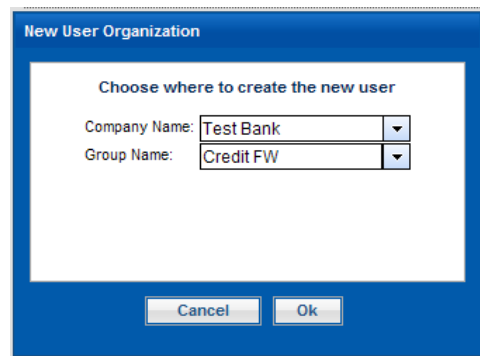 New User Organization
Choose where to create the new user
Company Name: Test Bank
Group Name: Credit FW
Cancel Ok